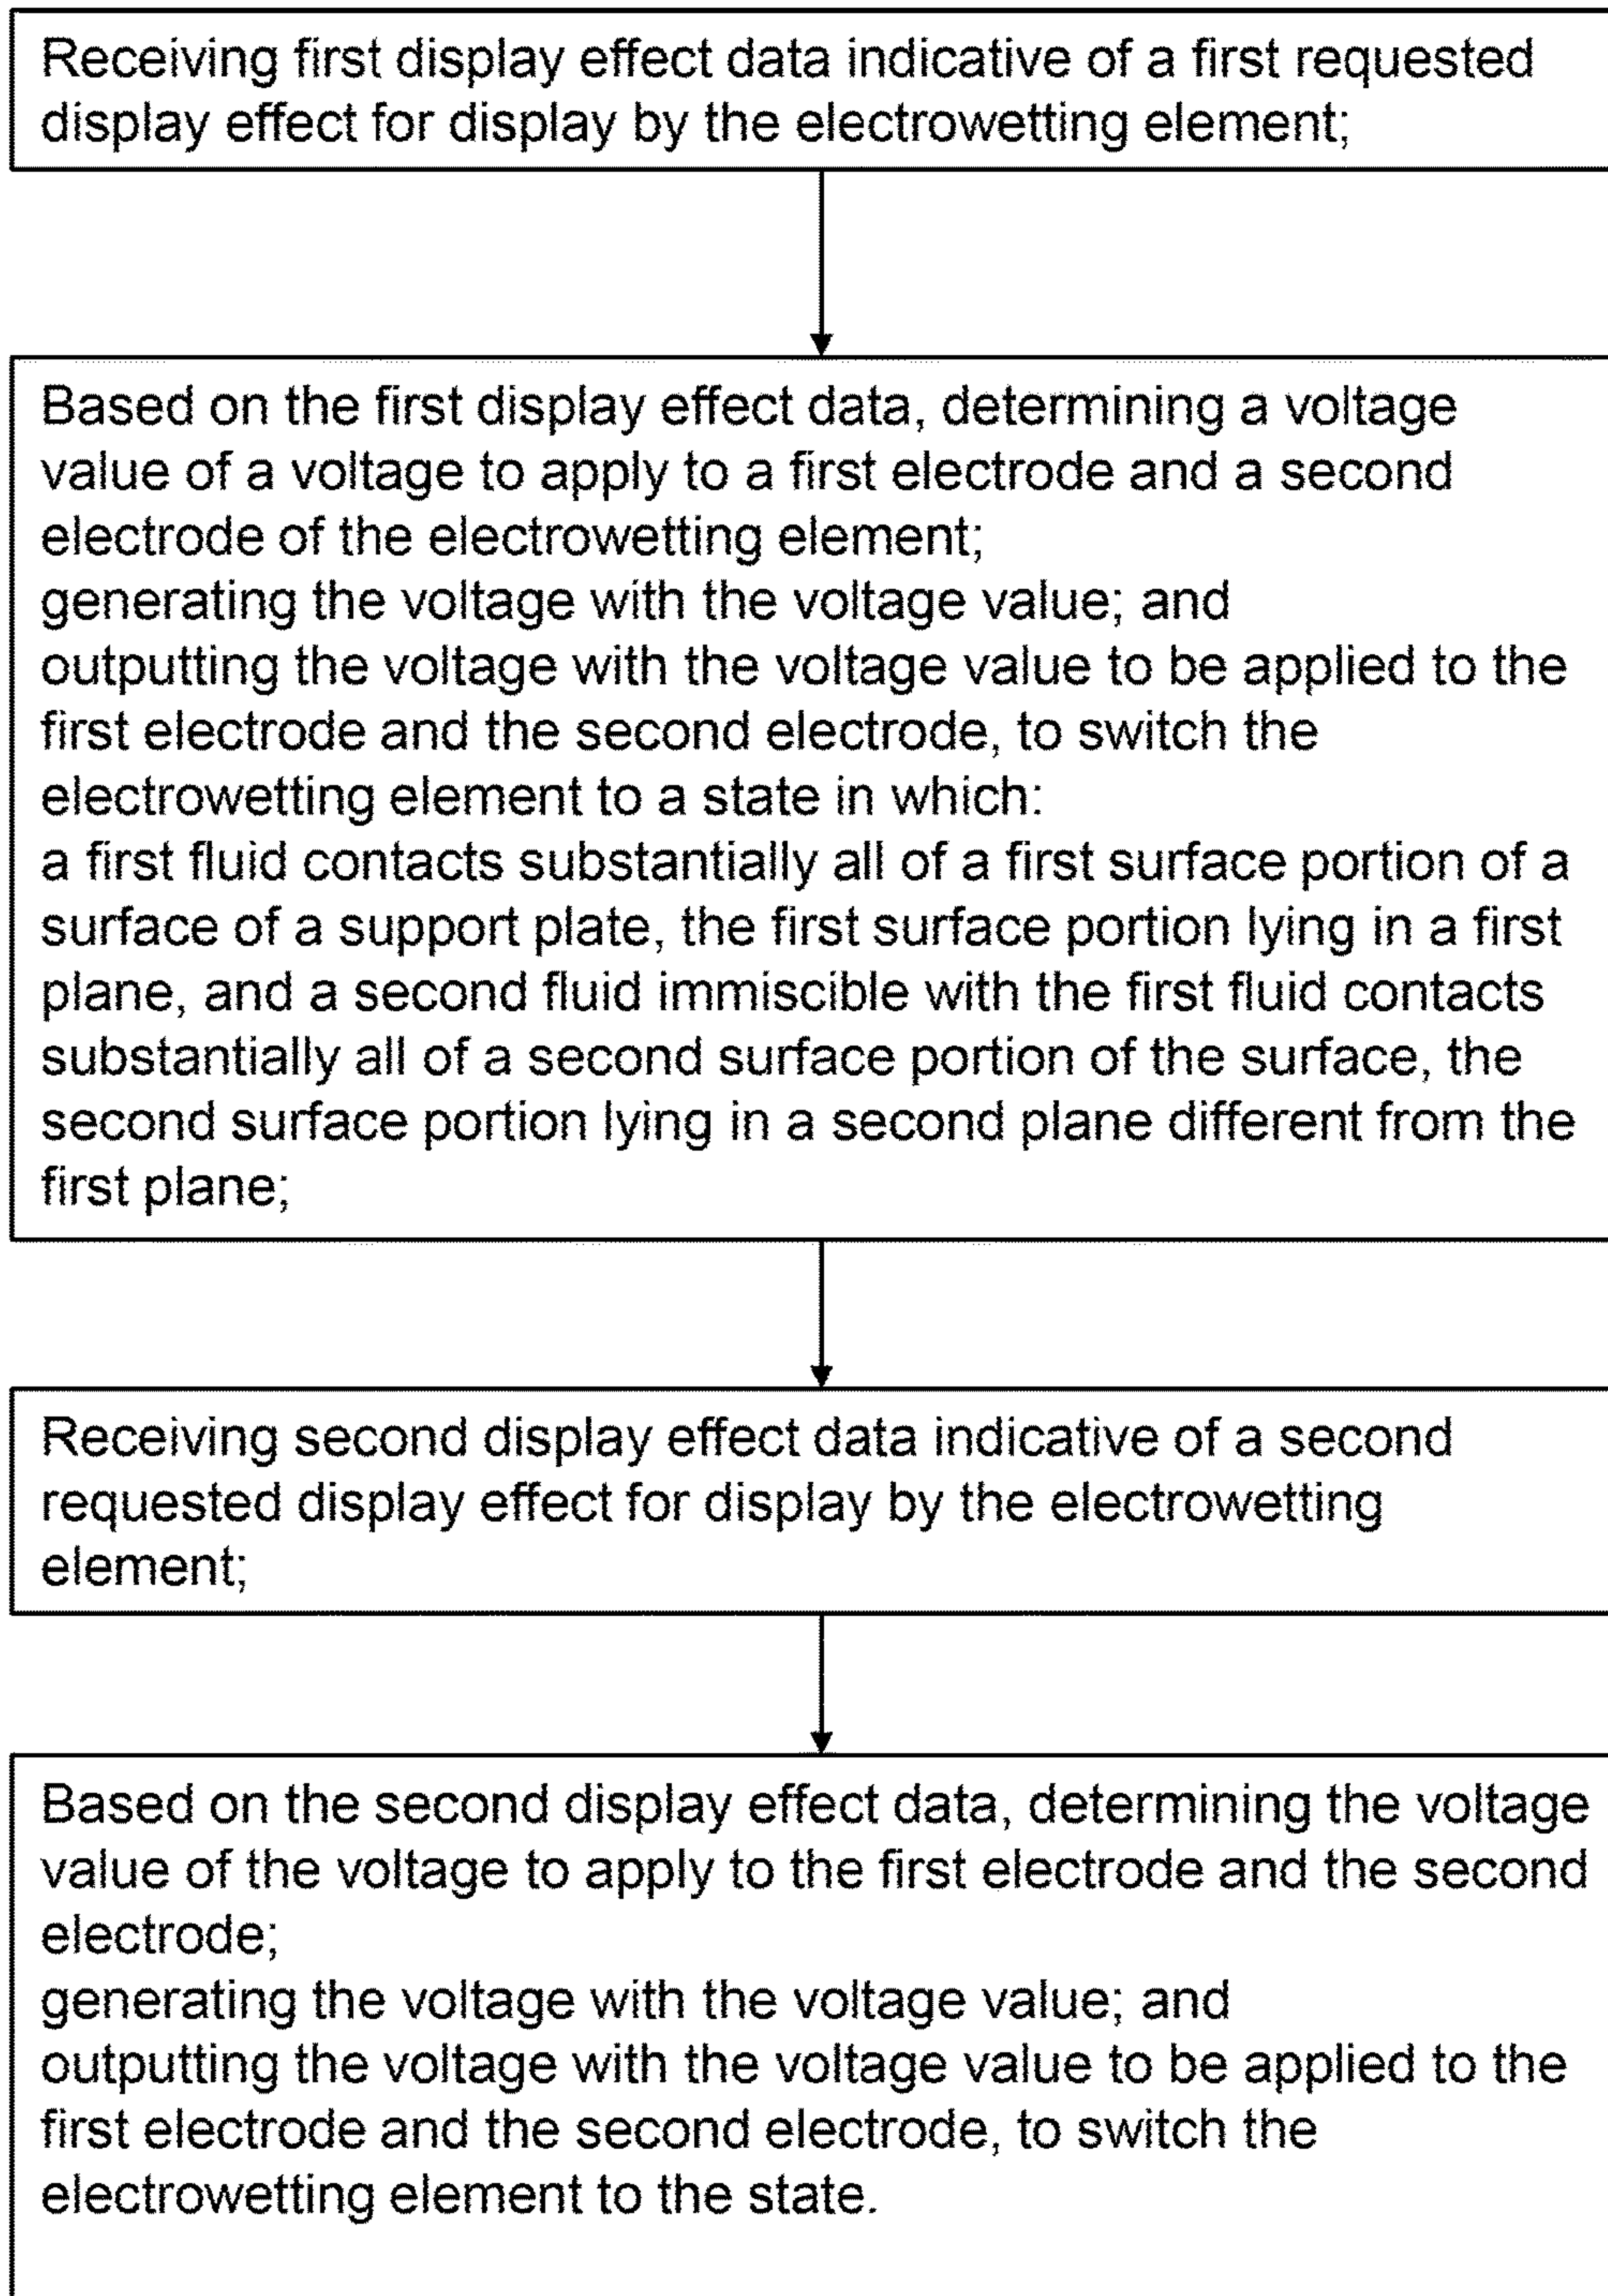 Receiving first display effect data indicative of a first requested
display effect for display by the electrowetting element;
Based on the first display effect data, determining a voltage
value of a voltage to apply to a first electrode and a second
electrode of the electrowetting element;
generating the voltage with the voltage value; and
outputting the voltage with the voltage value to be applied to the
first electrode and the second electrode, to switch the
electrowetting element to a state in which:
a first fluid contacts substantially all of a first surface portion of a
surface of a support plate, the first surface portion lying in a first
plane, and a second fluid immiscible with the first fluid contacts
substantially all of a second surface portion of the surface, the
second surface portion lying in a second plane different from the
first plane;
Receiving second display effect data indicative of a second
requested display effect for display by the electrowetting
element;
Based on the second display effect data, determining the voltage
value of the voltage to apply to the first electrode and the second
electrode;
generating the voltage with the voltage value; and
outputting the voltage with the voltage value to be applied to the
first electrode and the second electrode, to switch the
electrowetting element to the state.